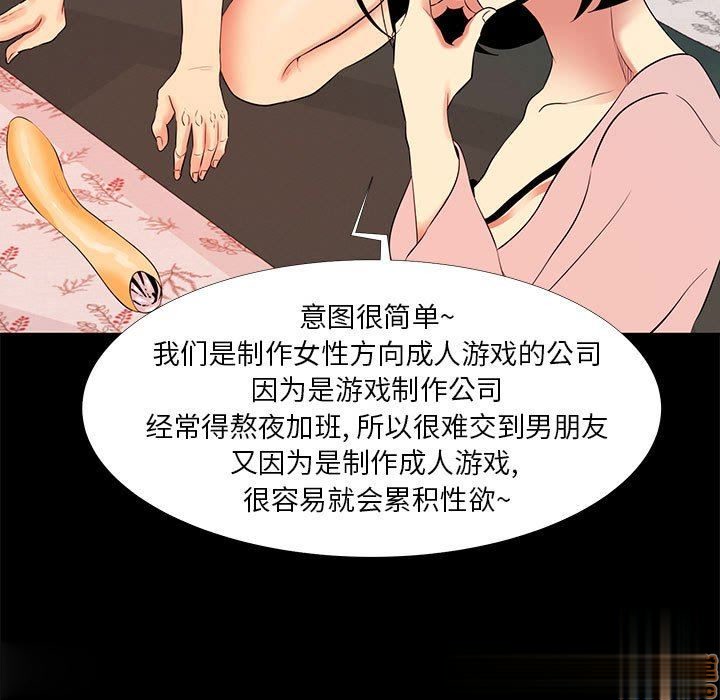 意图很简单~
我们是制作女性方向成人游戏的公司
因为是游戏制作公司
经常得熬夜加班, 所以很难交到男朋友
又因为是制作成人游戏,
很容易就会累积性欲~